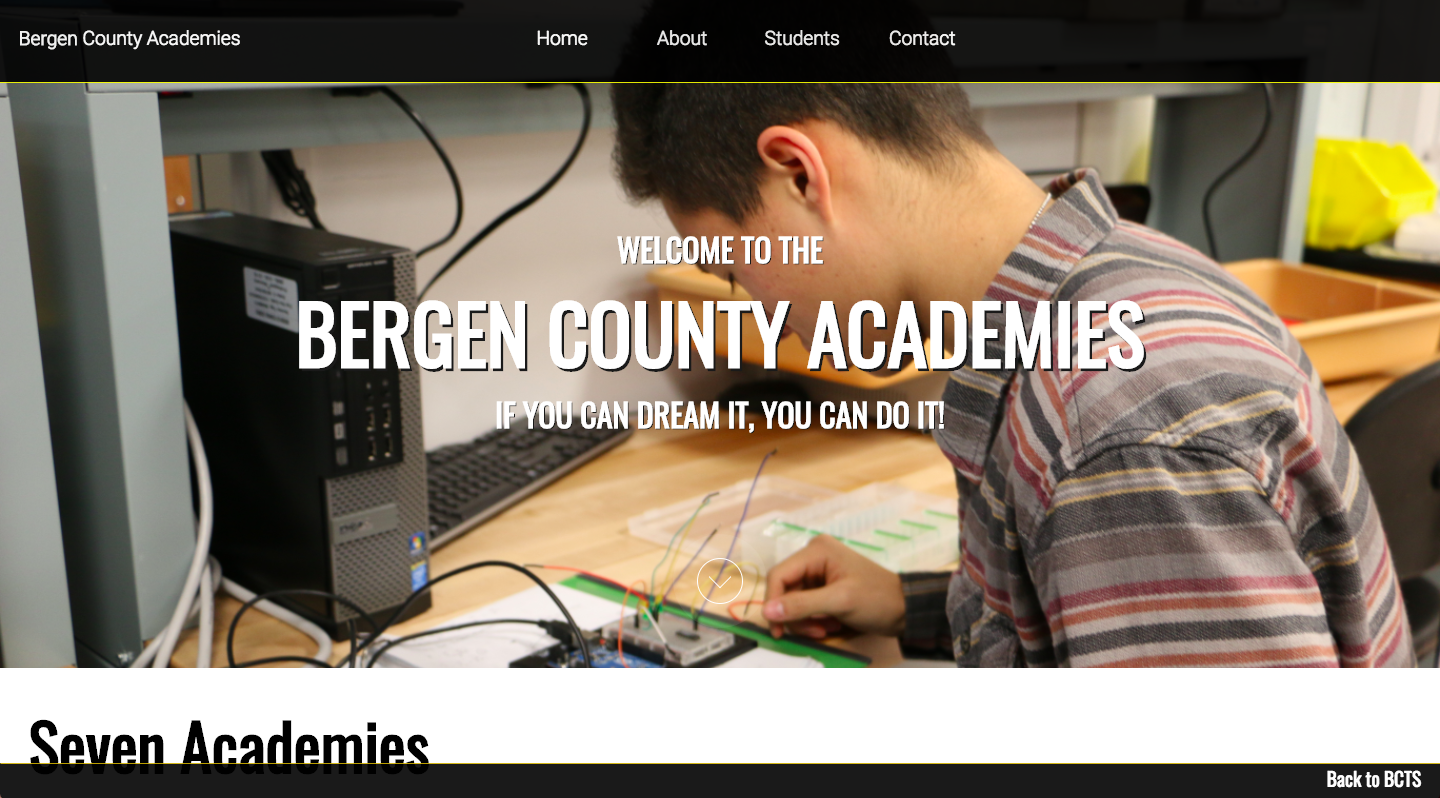 Bergen County Academies
Home
About
Students
Contact
WELCOME TO THE
BERGEN COUNTY ACADEMIES
IF YOU CAN DREAM IT, YOU CAN DO IT!
Seven Academies
Back to BCTS